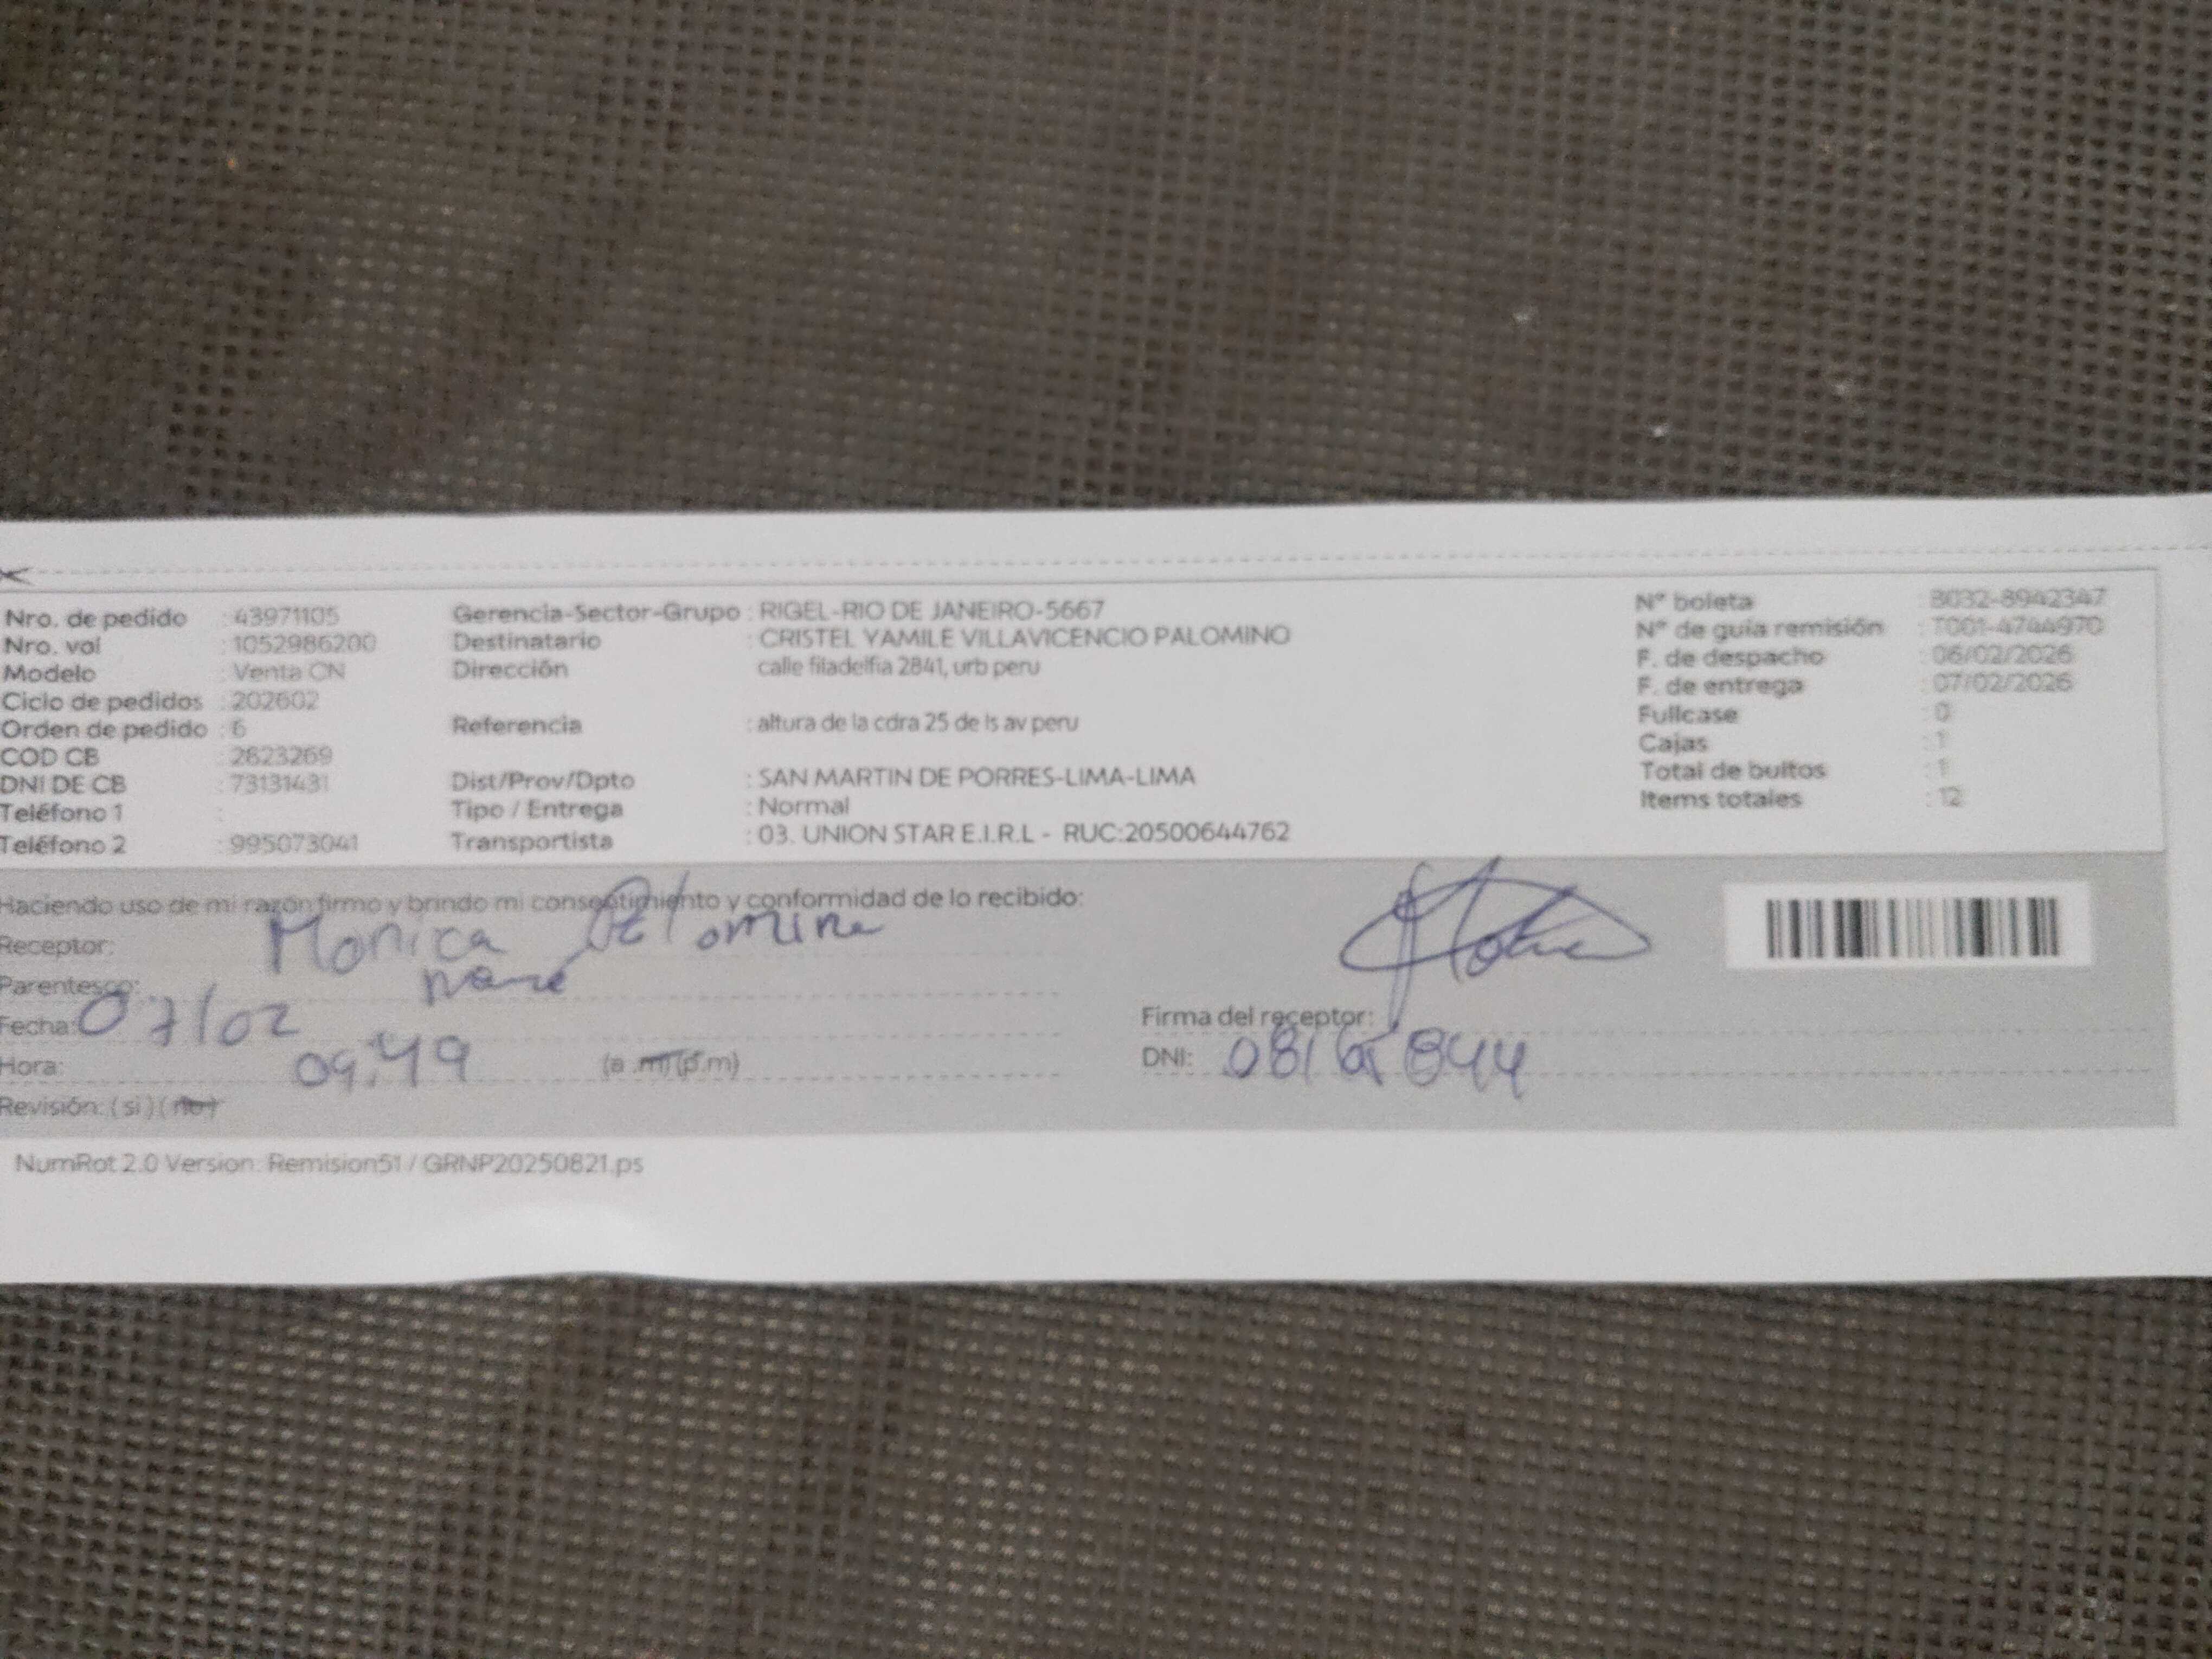 Nro. de pedido : 43971105 Gerencia-Sector-Grupo : RIGEL-RIO DE JANEIRO-5667 N° boleta : B032-8942347
Nro. vol : 1052986200 Destinatario : CRISTEL YAMILE VILLAVICENCIO PALOMINO N° de guía remisión : T001-4744970
Modelo : Venta CN Dirección calle filadelfia 2841, urb peru F. de despacho : 06/02/2026
Ciclo de pedidos : 202602 F. de entrega : 07/02/2026
Orden de pedido : 6 Referencia : altura de la cdra 25 de ls av peru Fullcase : 0
COD CB : 2623269 Cajas : 1
DNI DE CB : 73131431 Dist/Prov/Dpto : SAN MARTIN DE PORRES-LIMA-LIMA Total de bultos : 1
Teléfono 1 : Tipo / Entrega : Normal Items totales : 12
Teléfono 2 : 995073041 Transportista : 03. UNION STAR E.I.R.L - RUC:20500644762
Haciendo uso de mi razón firmo y brindo mi consentimiento y conformidad de lo recibido:
Receptor: Monica Palomino
Parentesco:
Fecha: 07/02 Firma del receptor:
Hora: 09:49 (a.m)(p.m) DNI:
Revisión: (si)(no)
NumRot 2.0 Version: Remision51 / GRNP20250821.ps